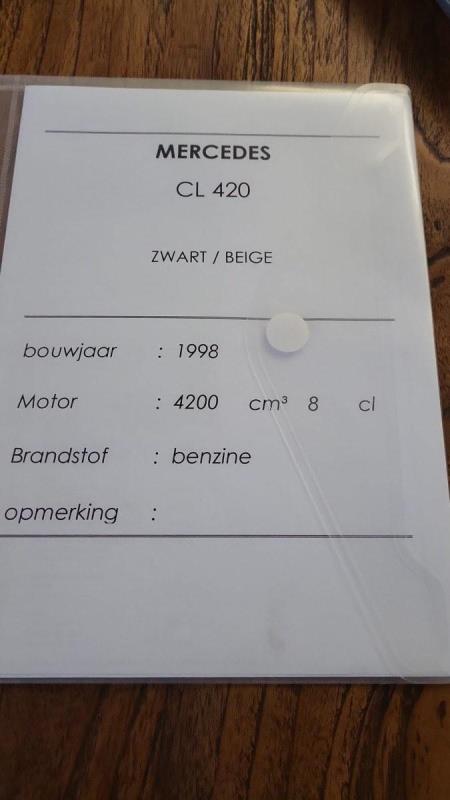 MERCEDES
CL 420
ZWART / BEIGE
bouwjaar : 1998
Motor : 4200 cm³ 8 cl
Brandstof : benzine
opmerking :